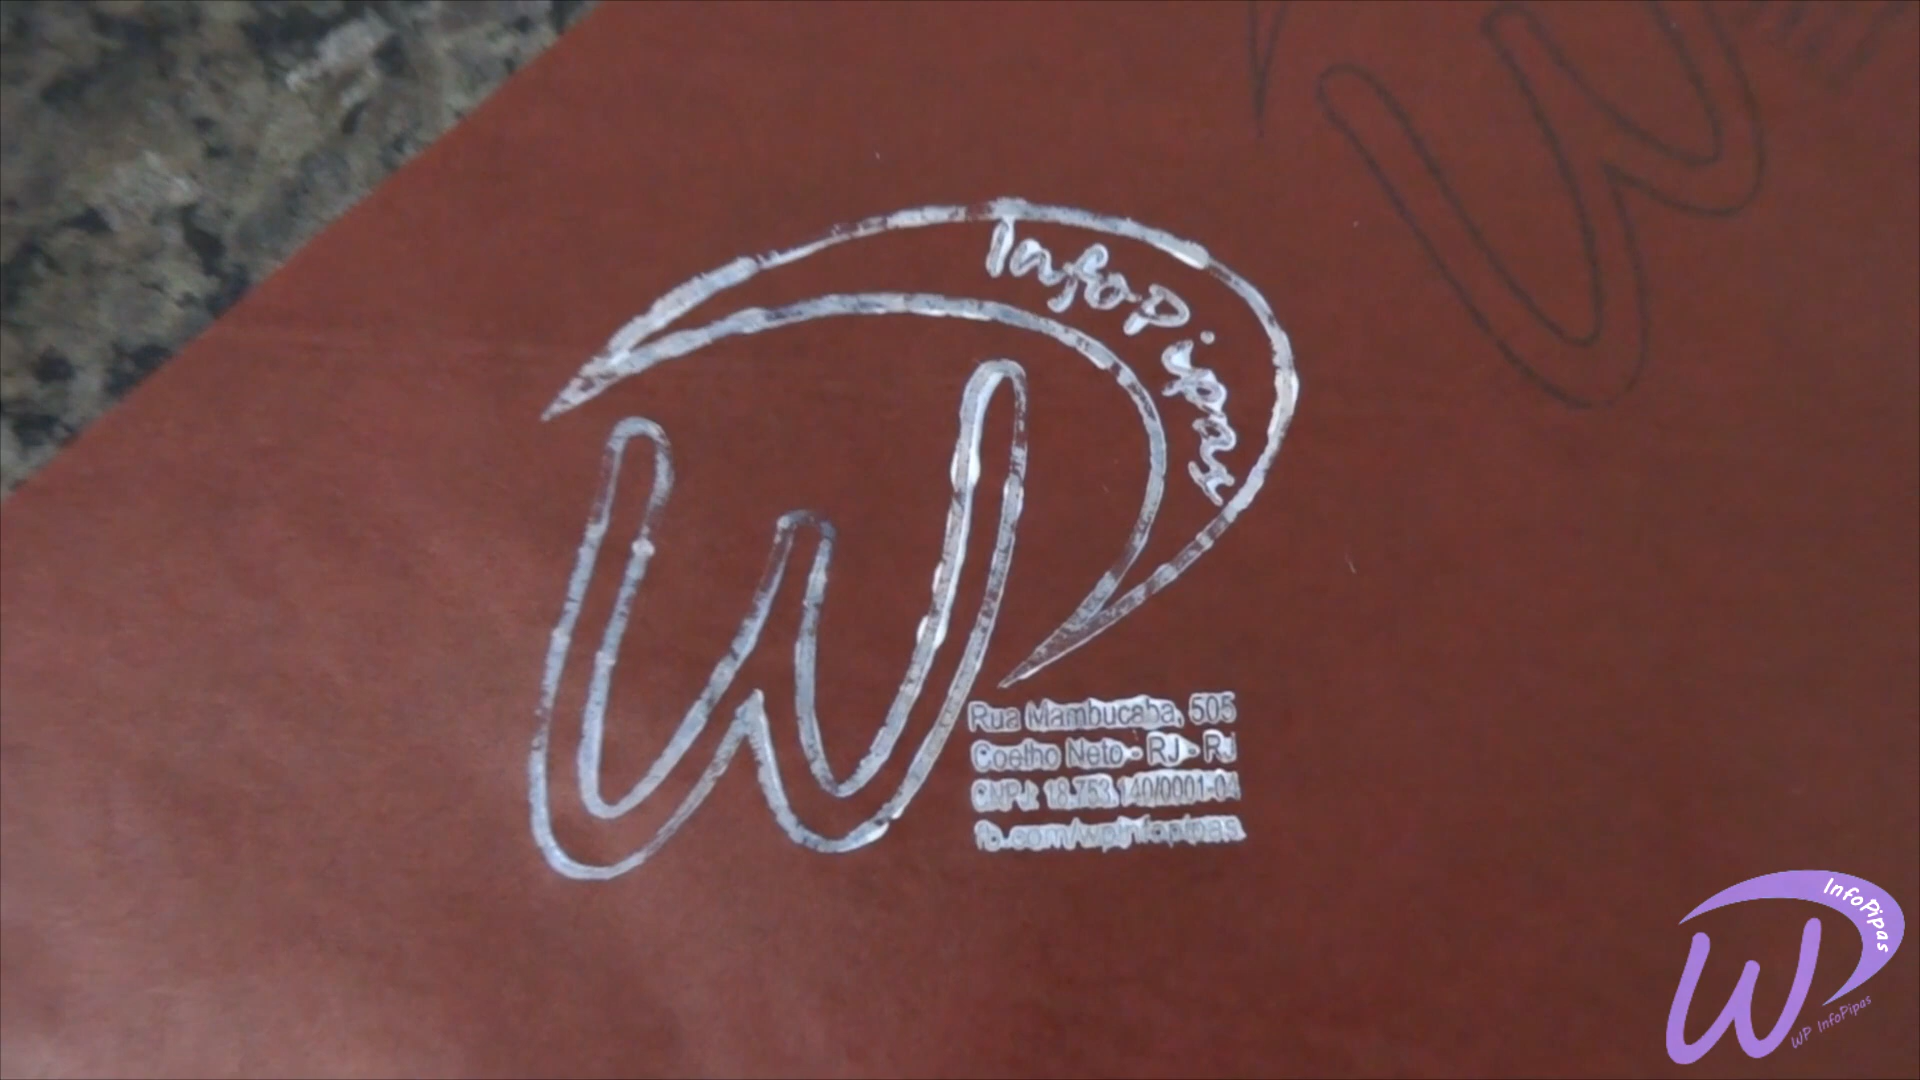 InfoPipas
W
Rua Mambucaba, 505
Coelho Neto - RJ - RJ
CNPJ: 18.753.140/0001-04
fb.com/wpinfopipas
W
InfoPipas
W
WP InfoPipas